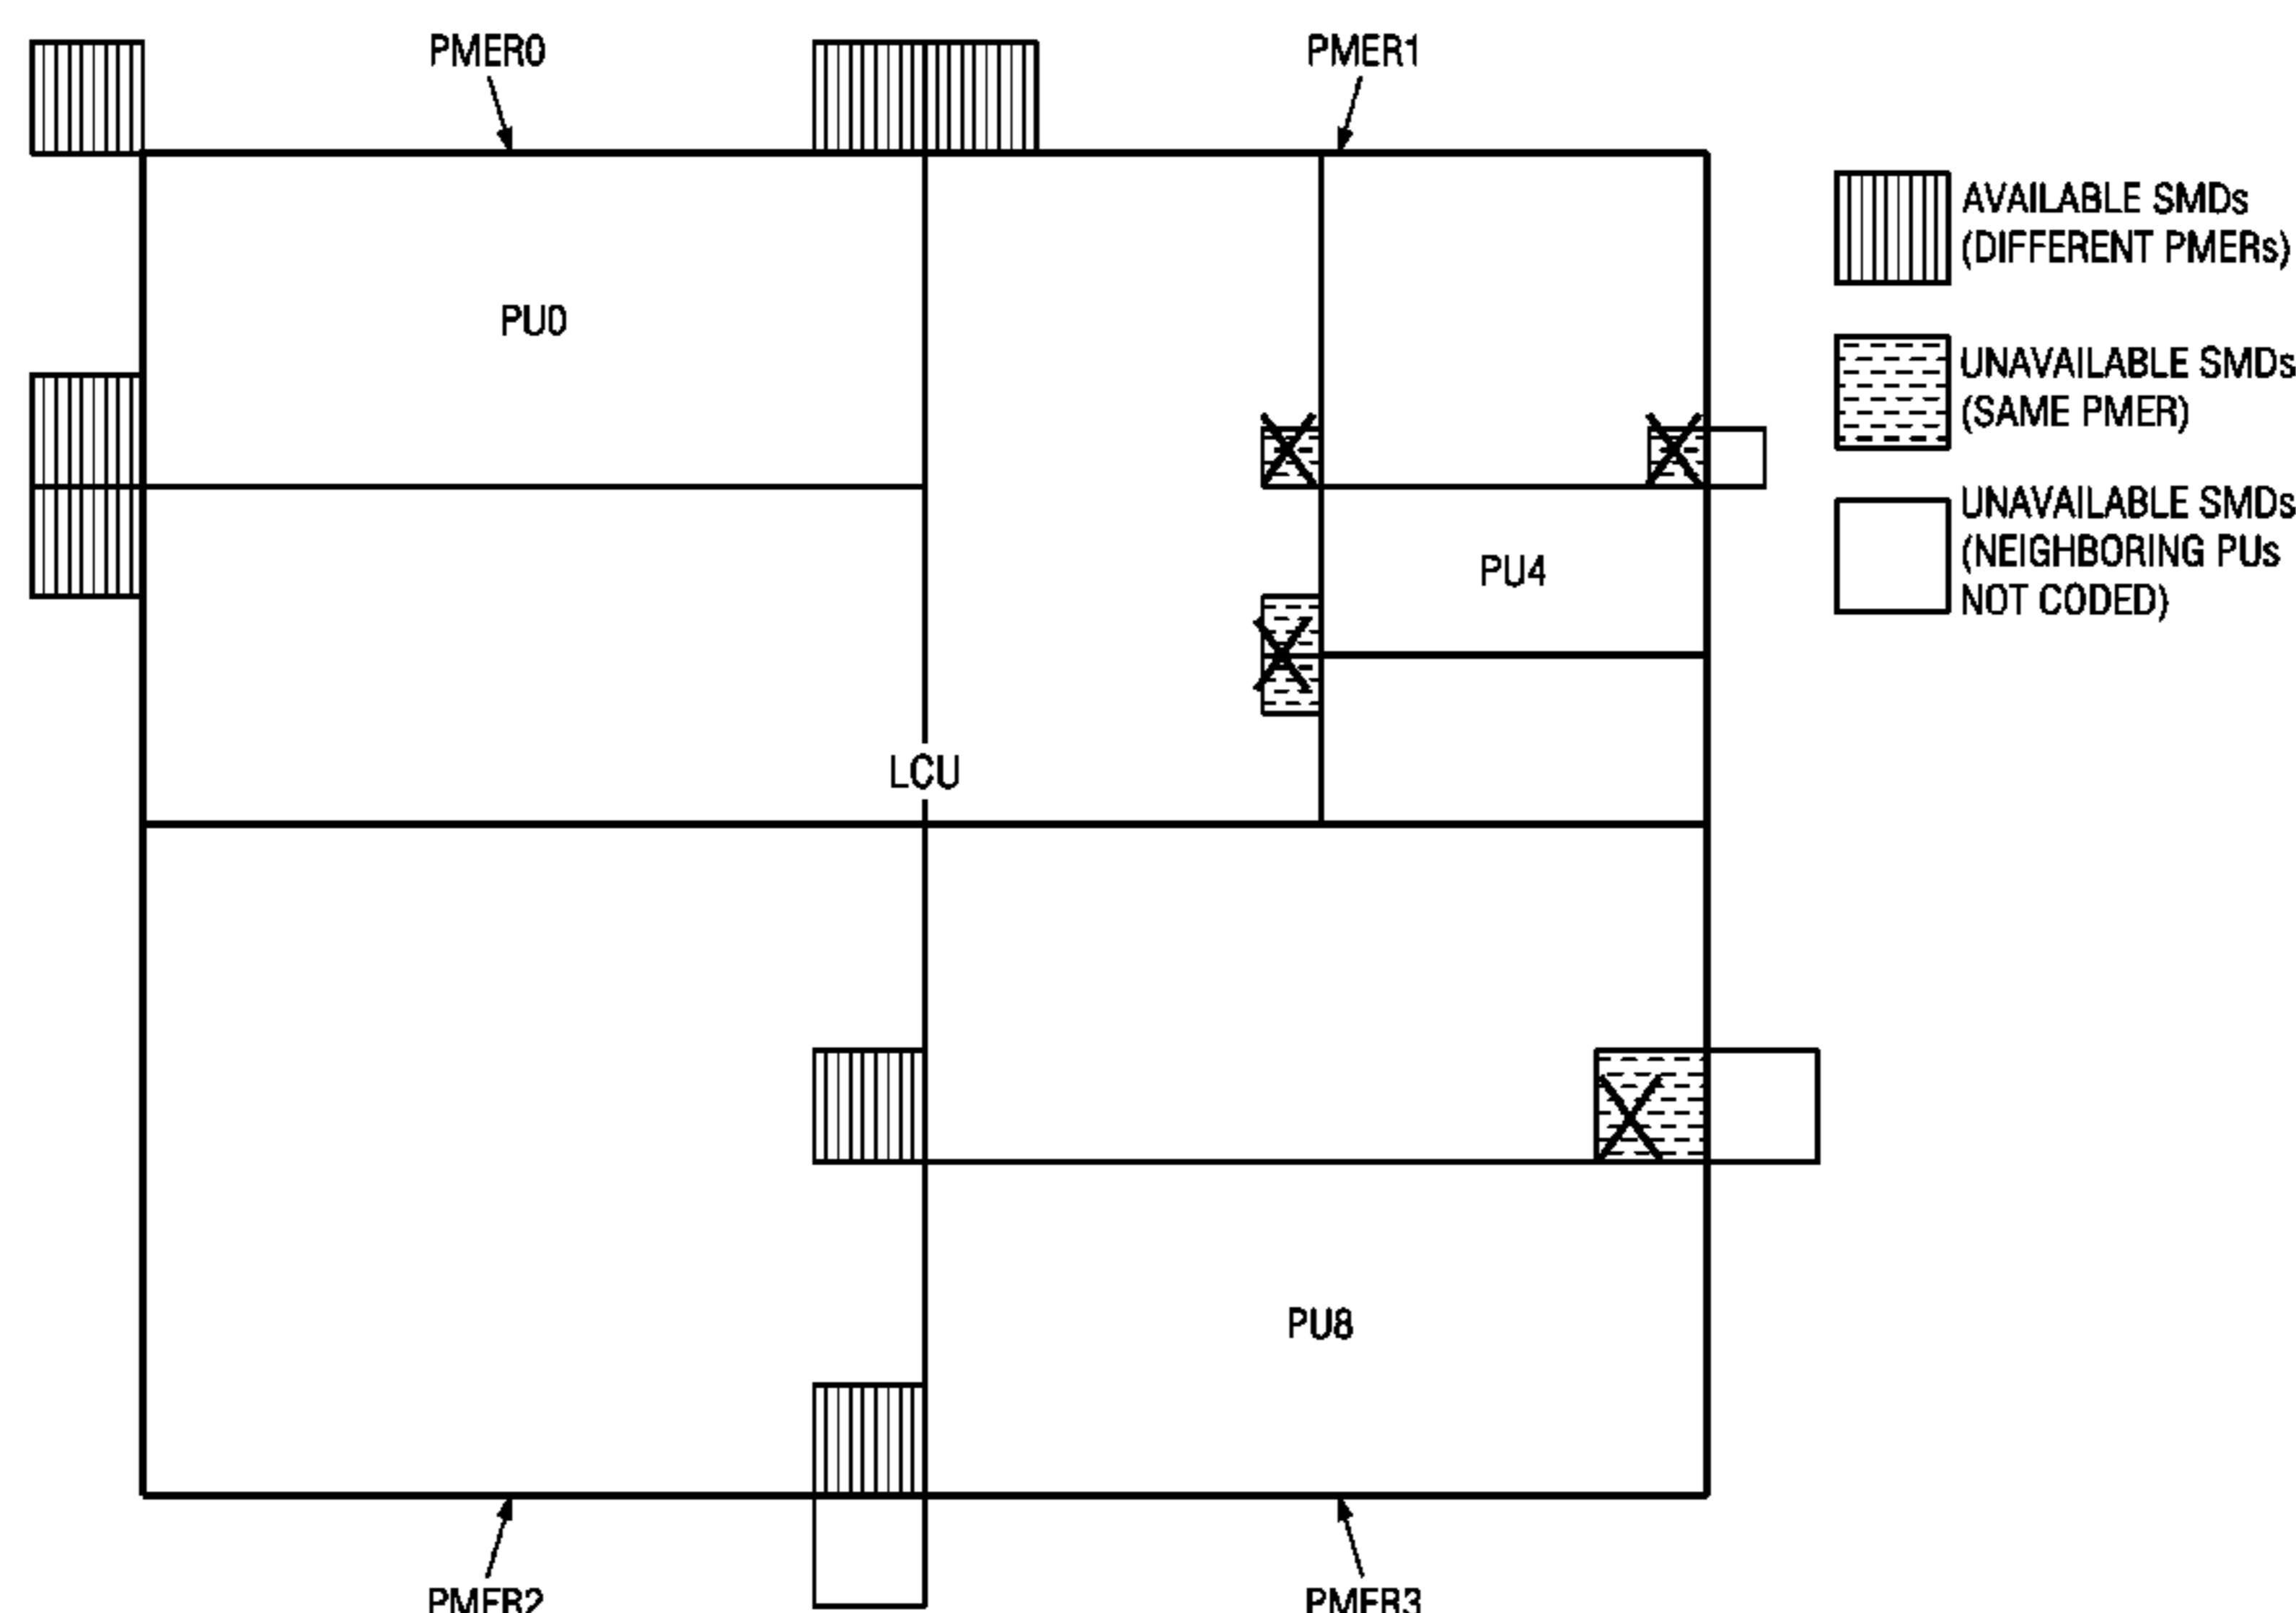 PMER0
PMER1
AVAILABLE SMDs
(DIFFERENT PMERs)
PU0
UNAVAILABLE SMDs
(SAME PMER)
UNAVAILABLE SMDs
(NEIGHBORING PUs
NOT CODED)
PU4
LCU
PU8
PMER2
PMER3